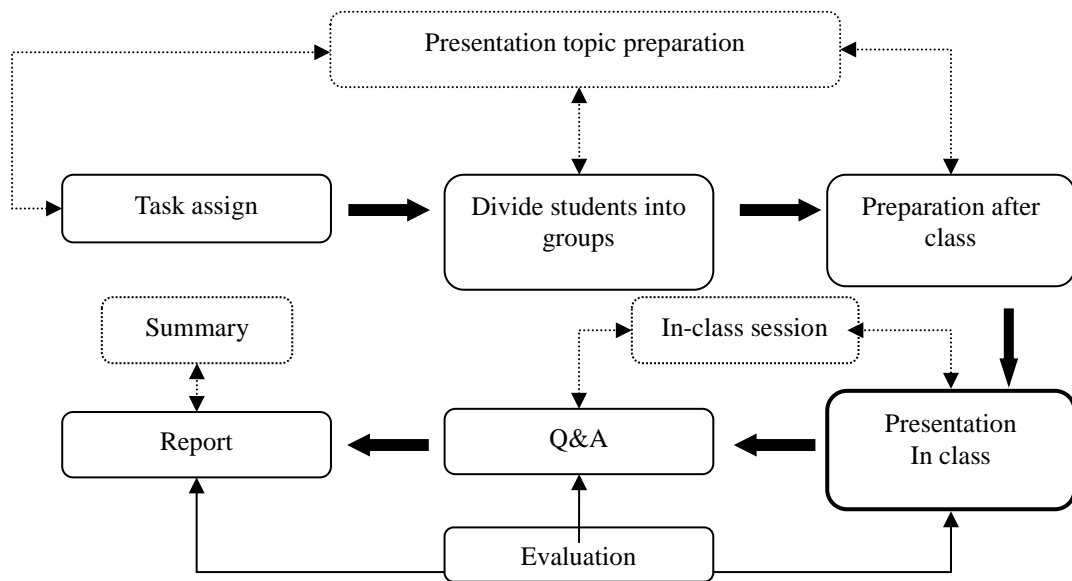 Presentation topic preparation
Task assign
Divide students into
groups
Preparation after
class
Summary
In-class session
Report
Q&A
Presentation
In class
Evaluation